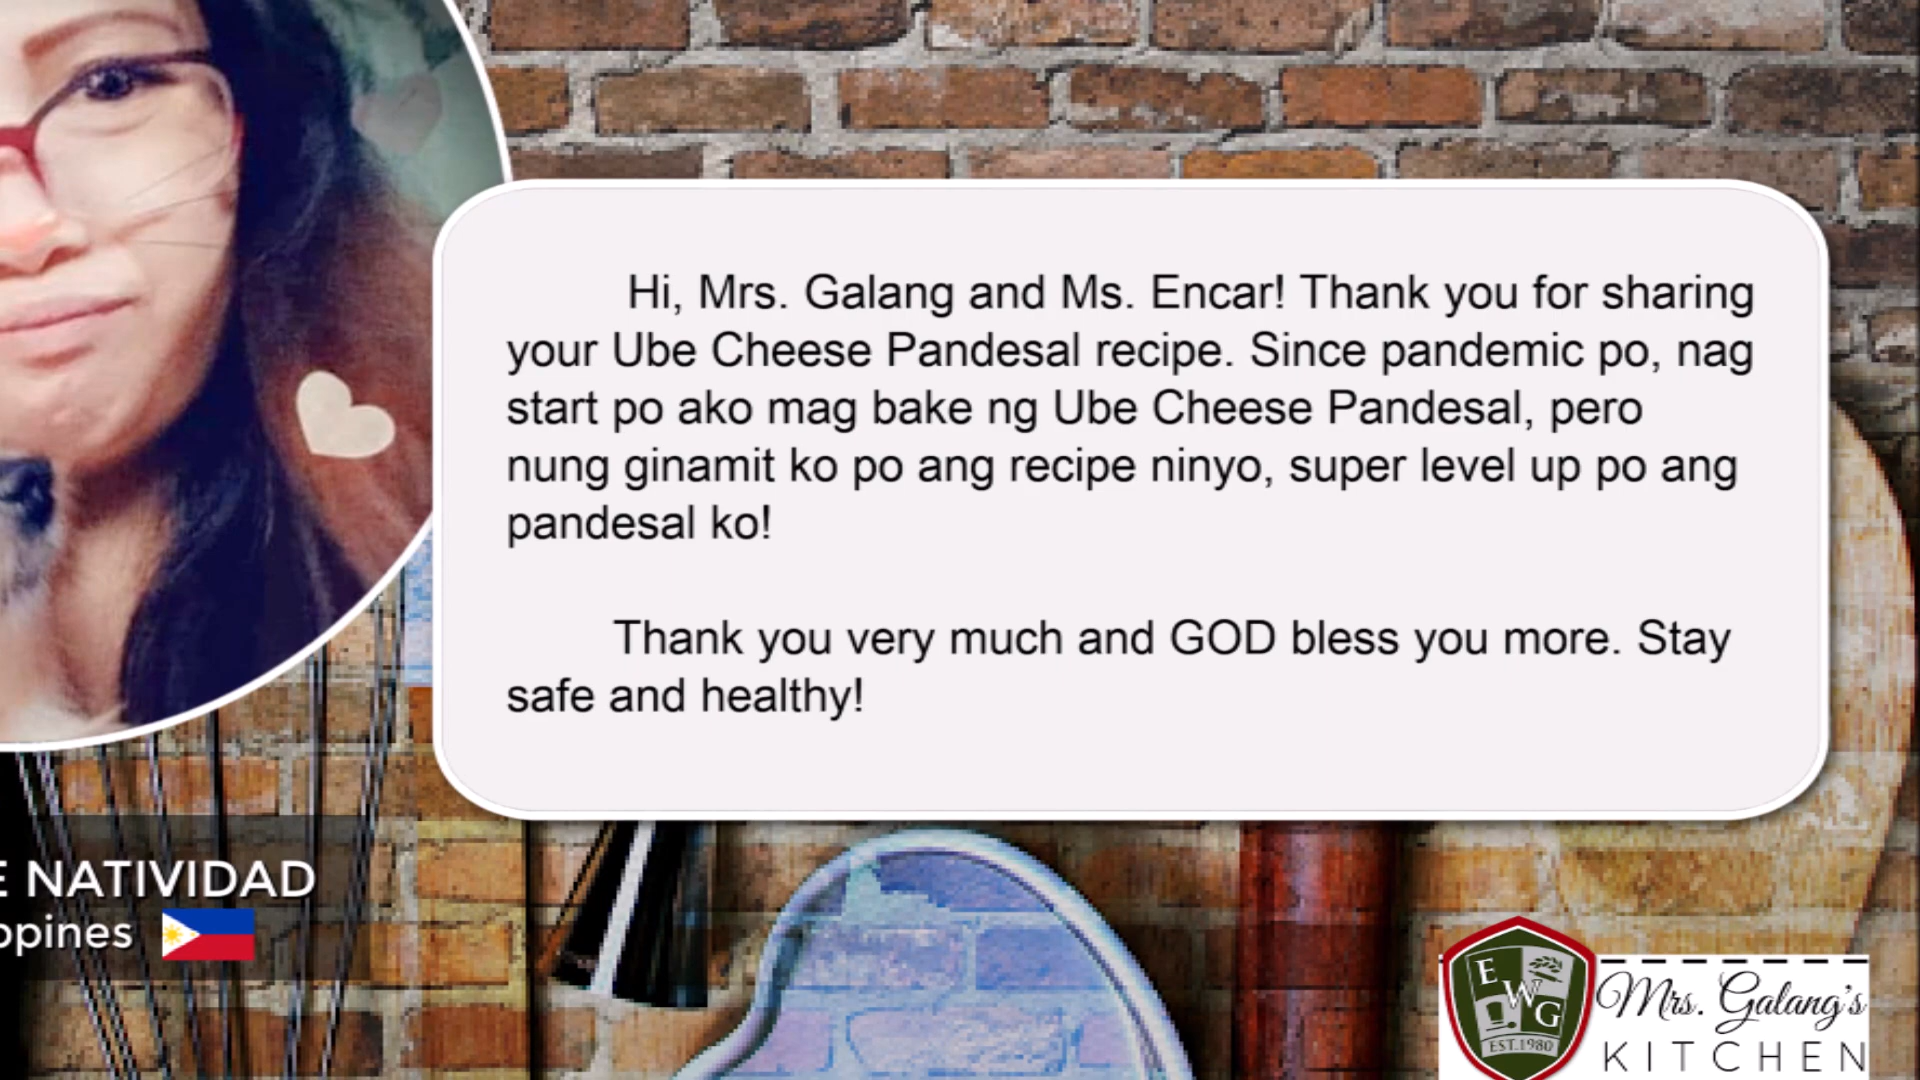 Hi, Mrs. Galang and Ms. Encar! Thank you for sharing
your Ube Cheese Pandesal recipe. Since pandemic po, nag
start po ako mag bake ng Ube Cheese Pandesal, pero
nung ginamit ko po ang recipe ninyo, super level up po ang
pandesal ko!
Thank you very much and GOD bless you more. Stay
safe and healthy!
E NATIVIDAD
ppines
EWG
EST.1980
Mrs. Galang's
KITCHEN